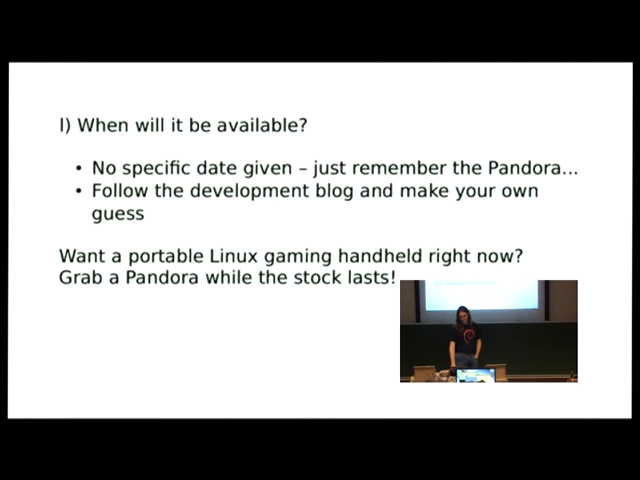 l) When will it be available?
• No specific date given – just remember the Pandora...
• Follow the development blog and make your own
guess
Want a portable Linux gaming handheld right now?
Grab a Pandora while the stock lasts!